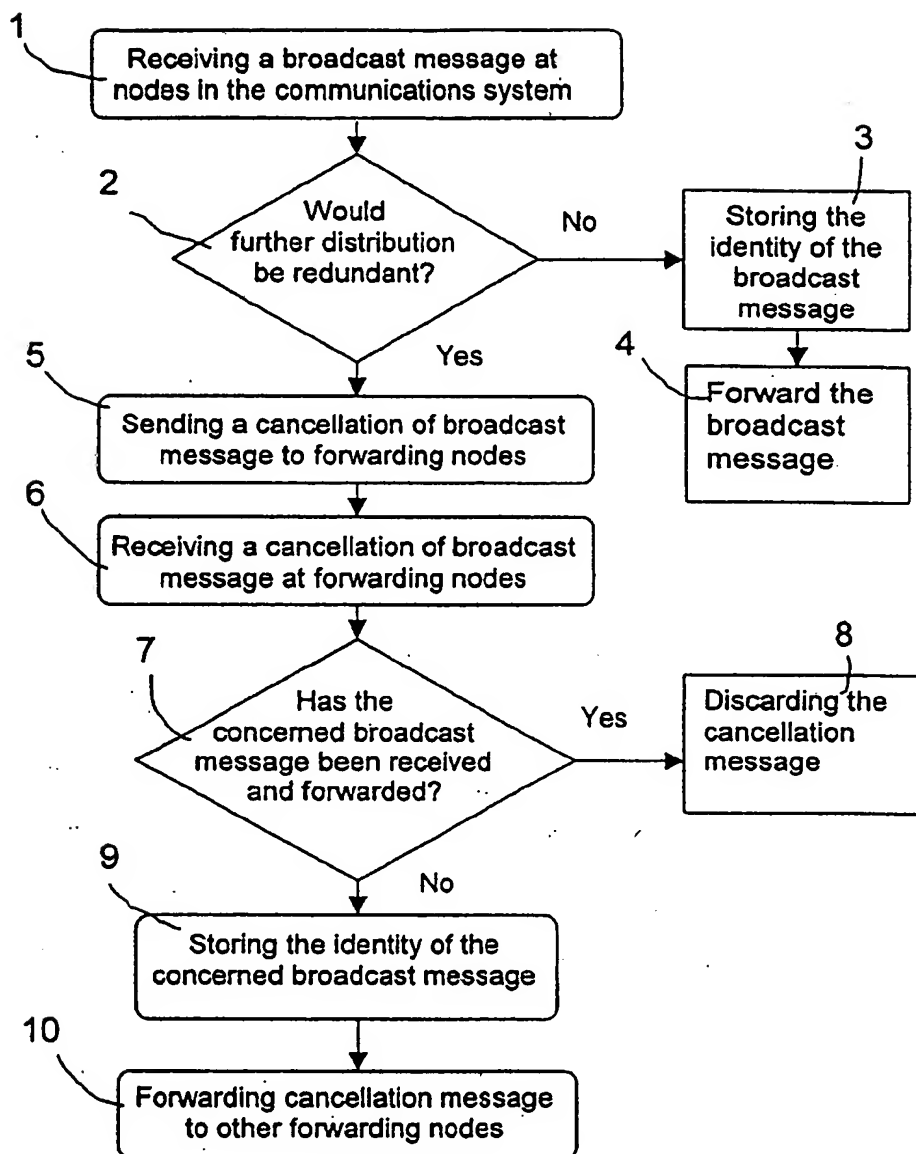 1
Receiving a broadcast message at
nodes in the communications system
2
Would
further distribution
be redundant?
No
3
Storing the
identity of the
broadcast
message
Yes
4
Forward the
broadcast
message
5
Sending a cancellation of broadcast
message to forwarding nodes
6
Receiving a cancellation of broadcast
message at forwarding nodes
7
Has the
concerned broadcast
message been received
and forwarded?
Yes
8
Discarding the
cancellation
message
No
9
Storing the identity of the
concerned broadcast message
10
Forwarding cancellation message
to other forwarding nodes